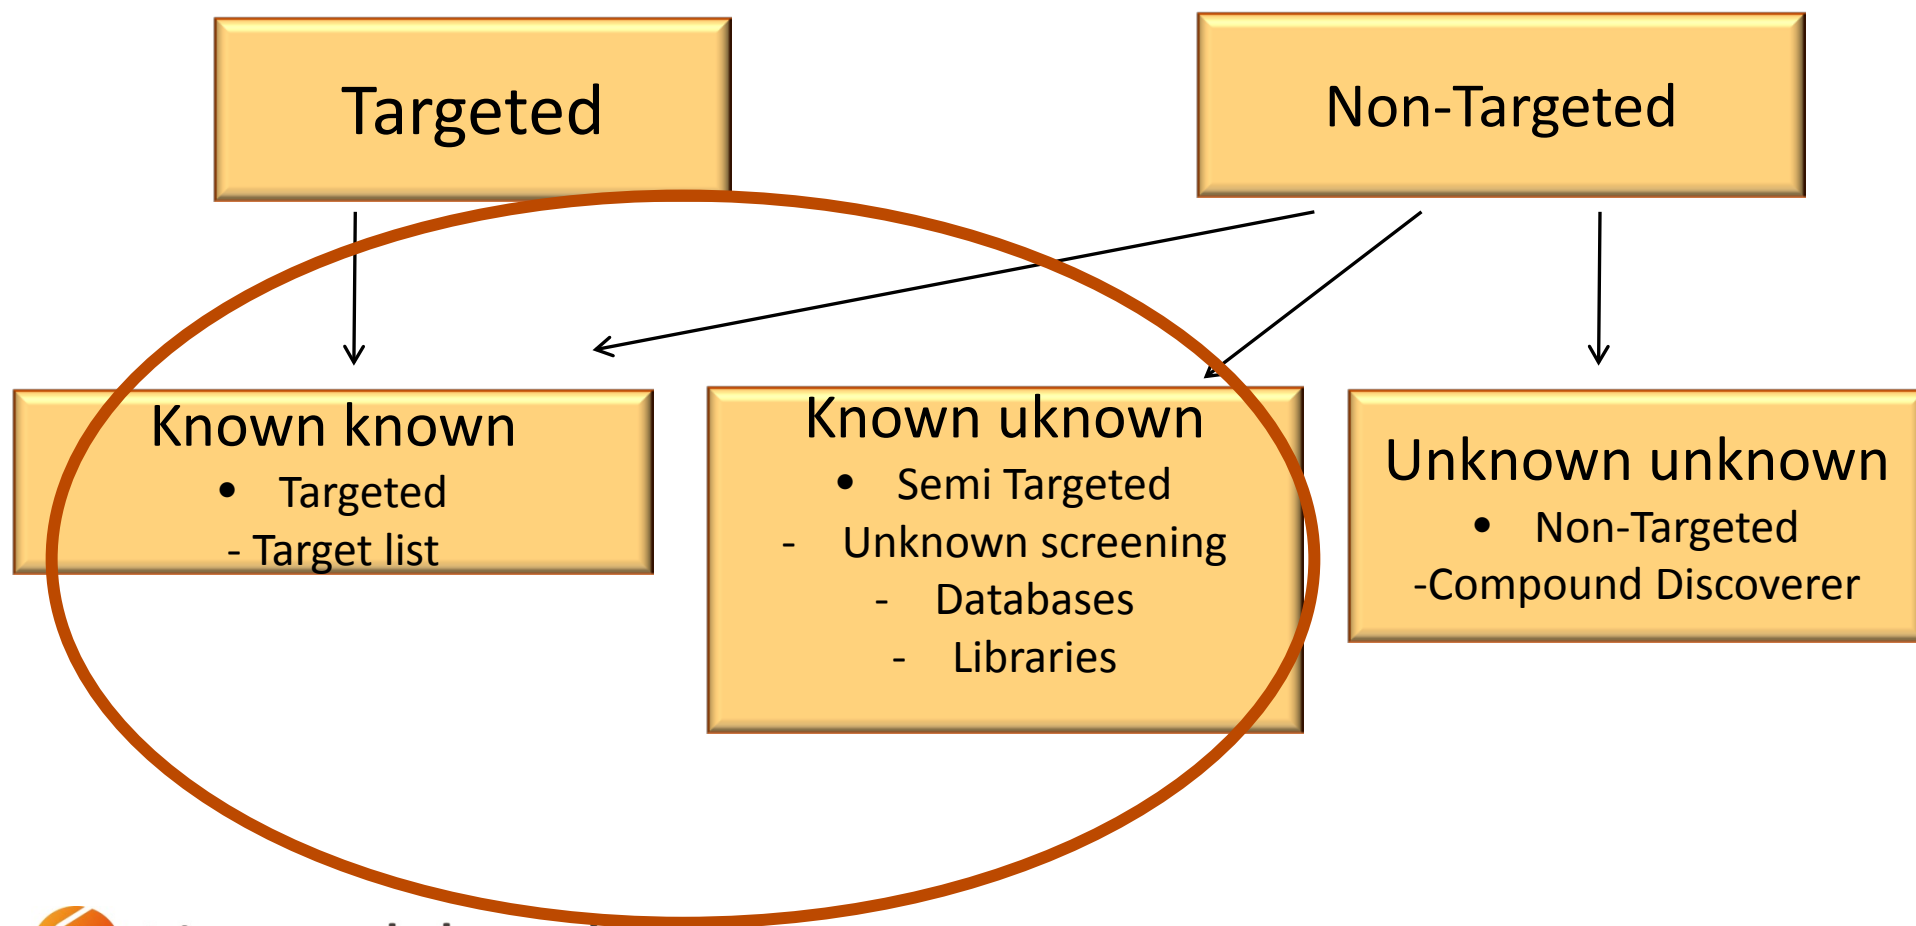 Targeted
Non-Targeted
Known known
• Targeted
- Target list
Known uknown
• Semi Targeted
- Unknown screening
- Databases
- Libraries
Unknown unknown
• Non-Targeted
-Compound Discoverer